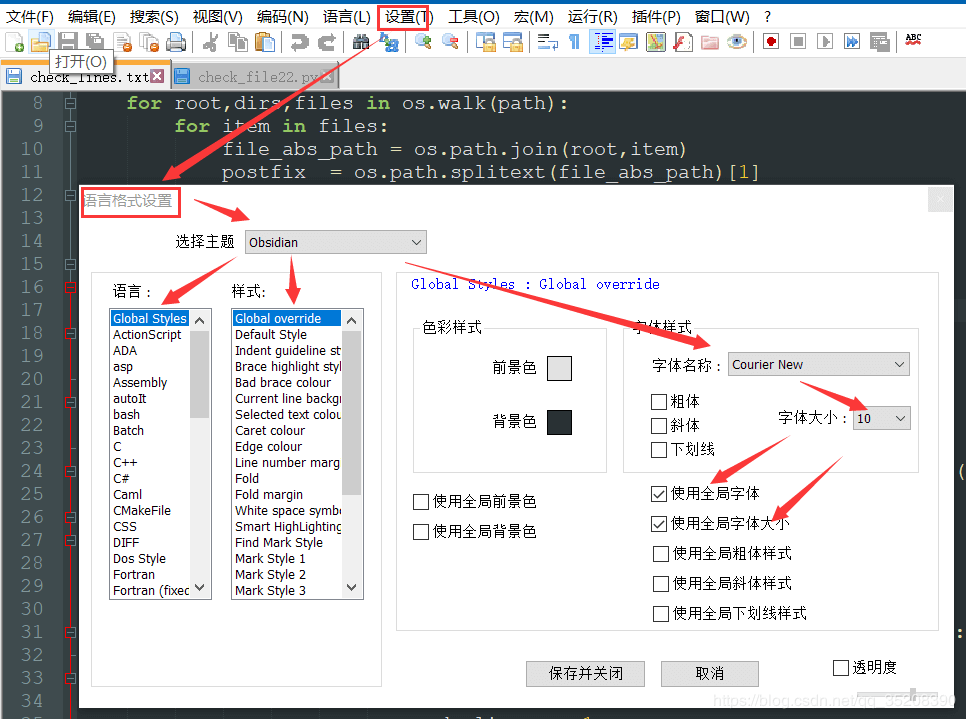 文件(F) 编辑(E) 搜索(S) 视图(V) 编码(N) 语言(L) 设置(T) 工具(O) 宏(M) 运行(R) 插件(P) 窗口(W) ?
ABC
打开(O)
check_lines.txt check_file22.py
8 for root,dirs,files in os.walk(path):
9 for item in files:
10 file_abs_path = os.path.join(root,item)
11 postfix = os.path.splitext(file_abs_path)[1]
12
13
14
15
16
17
18
19
20
21
22
23
24 (
25
26
27
28
29
30
31 :
32
33
34
语言格式设置
选择主题 Obsidian
语言：
Global Styles
ActionScript
ADA
asp
Assembly
autoIt
bash
Batch
C
C++
C#
Caml
CMakeFile
CSS
DIFF
Dos Style
Fortran
Fortran (fixed
样式:
Global override
Default Style
Indent guideline st
Brace highlight styl
Bad brace colour
Current line backgr
Selected text colou
Caret colour
Edge colour
Line number marg
Fold
Fold margin
White space symbo
Smart HighLighting
Find Mark Style
Mark Style 1
Mark Style 2
Mark Style 3
Global Styles : Global override
色彩样式
前景色
背景色
字体样式
字体名称： Courier New
粗体
斜体
下划线
字体大小： 10
使用全局前景色
使用全局背景色
使用全局字体
使用全局字体大小
使用全局粗体样式
使用全局斜体样式
使用全局下划线样式
保存并关闭 取消 透明度